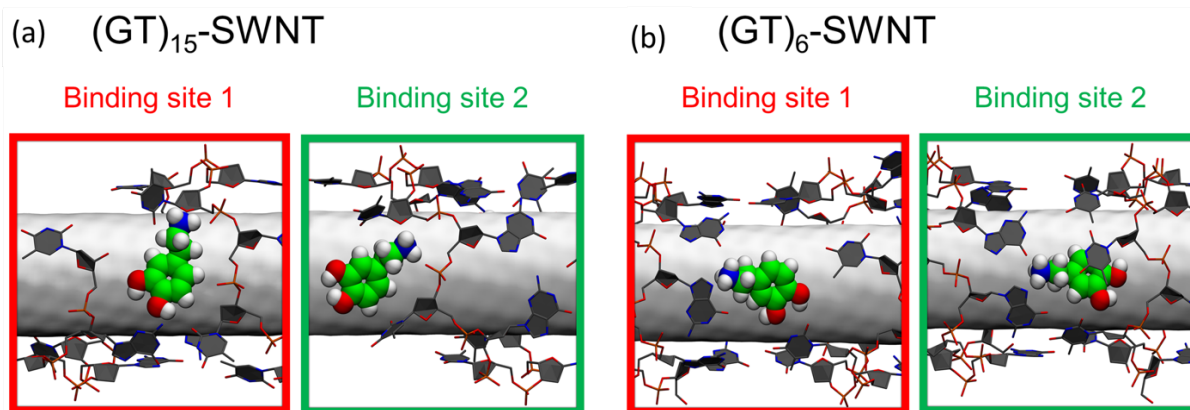 (a) (GT)₁₅-SWNT
(b) (GT)₆-SWNT
Binding site 1
Binding site 2
Binding site 1
Binding site 2